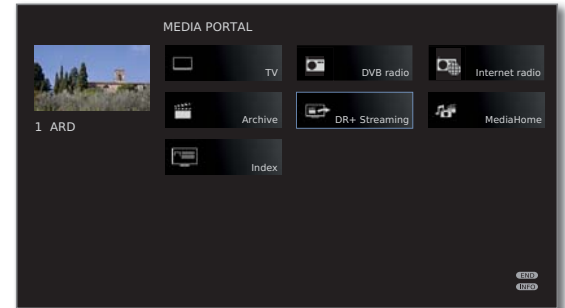 MEDIA PORTAL
TV
DVB radio
Internet radio
1 ARD
Archive
DR+ Streaming
MediaHome
Index
END
INFO